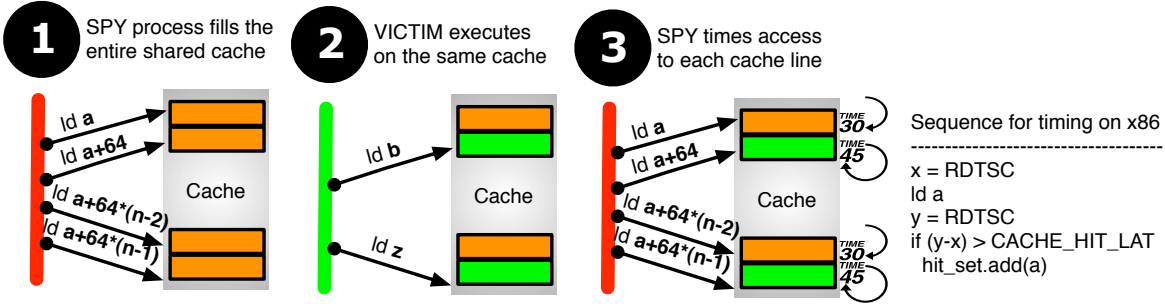 1
SPY process fills the
entire shared cache
ld a
ld a+64
Cache
ld a+64*(n-2)
ld a+64*(n-1)
2
VICTIM executes
on the same cache
ld b
Cache
ld z
3
SPY times access
to each cache line
ld a
TIME
30
ld a+64
TIME
45
Cache
ld a+64*(n-2)
TIME
30
ld a+64*(n-1)
TIME
45
Sequence for timing on x86
------------------------------------
x = RDTSC
ld a
y = RDTSC
if (y-x) > CACHE_HIT_LAT
hit_set.add(a)